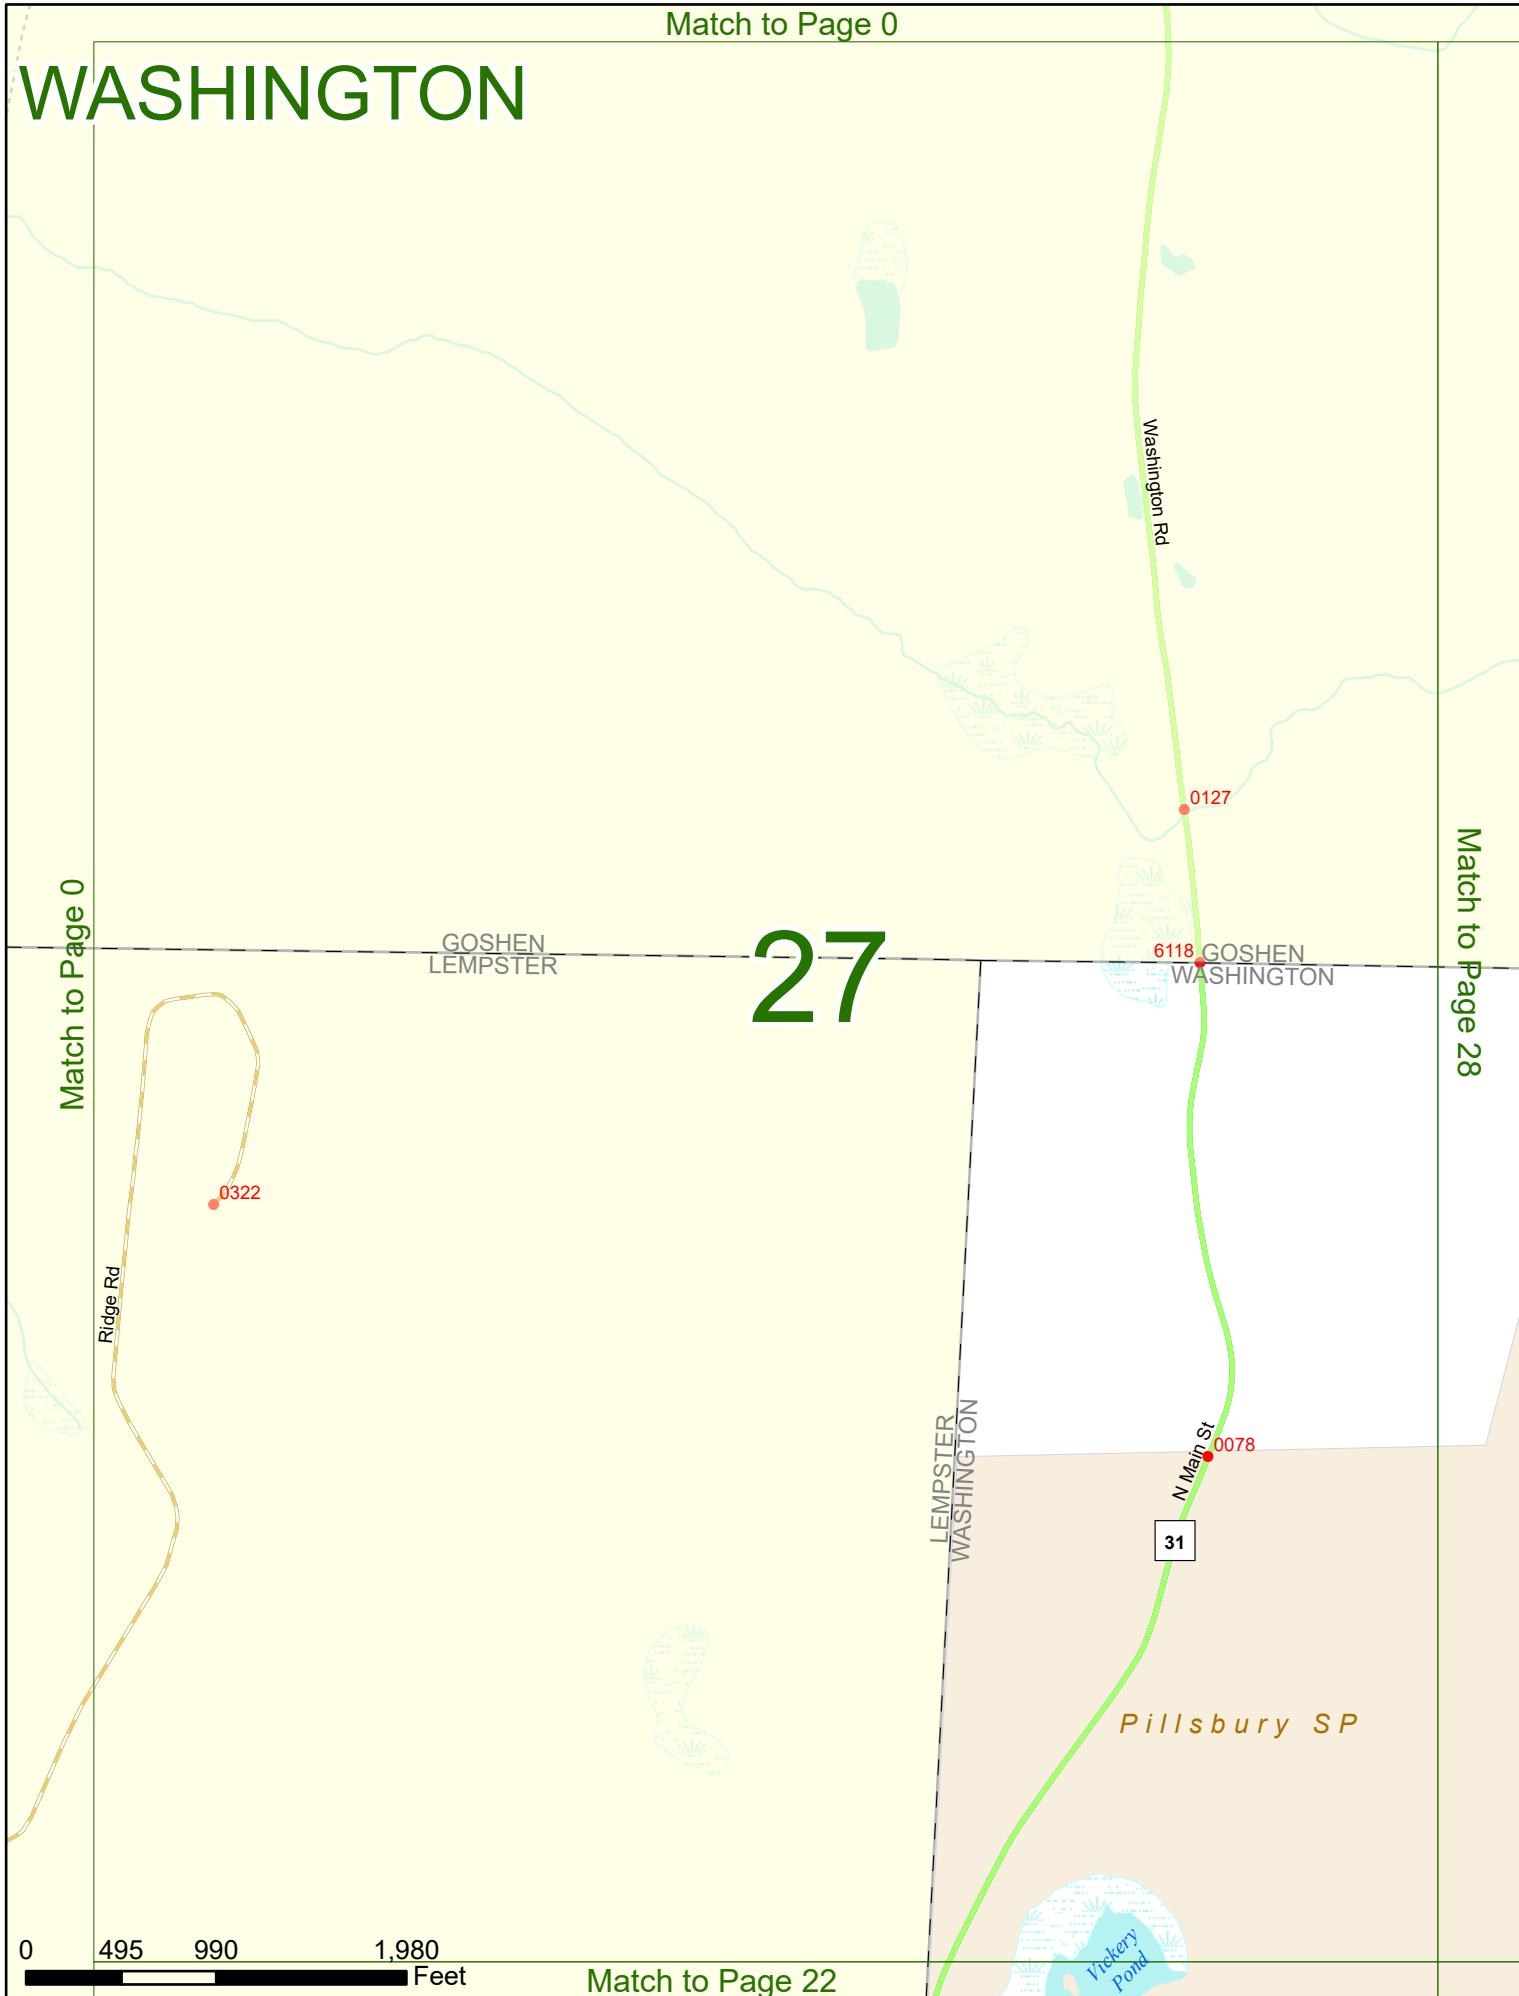 Match to Page 0
WASHINGTON
Washington Rd
0127
Match to Page 0
Match to Page 28
GOSHEN
LEMPSTER
27
6118
GOSHEN
WASHINGTON
0322
Ridge Rd
LEMPSTER
WASHINGTON
N Main St
0078
31
Pillsbury SP
Vickery
Pond
0 495 990 1,980
Feet
Match to Page 22